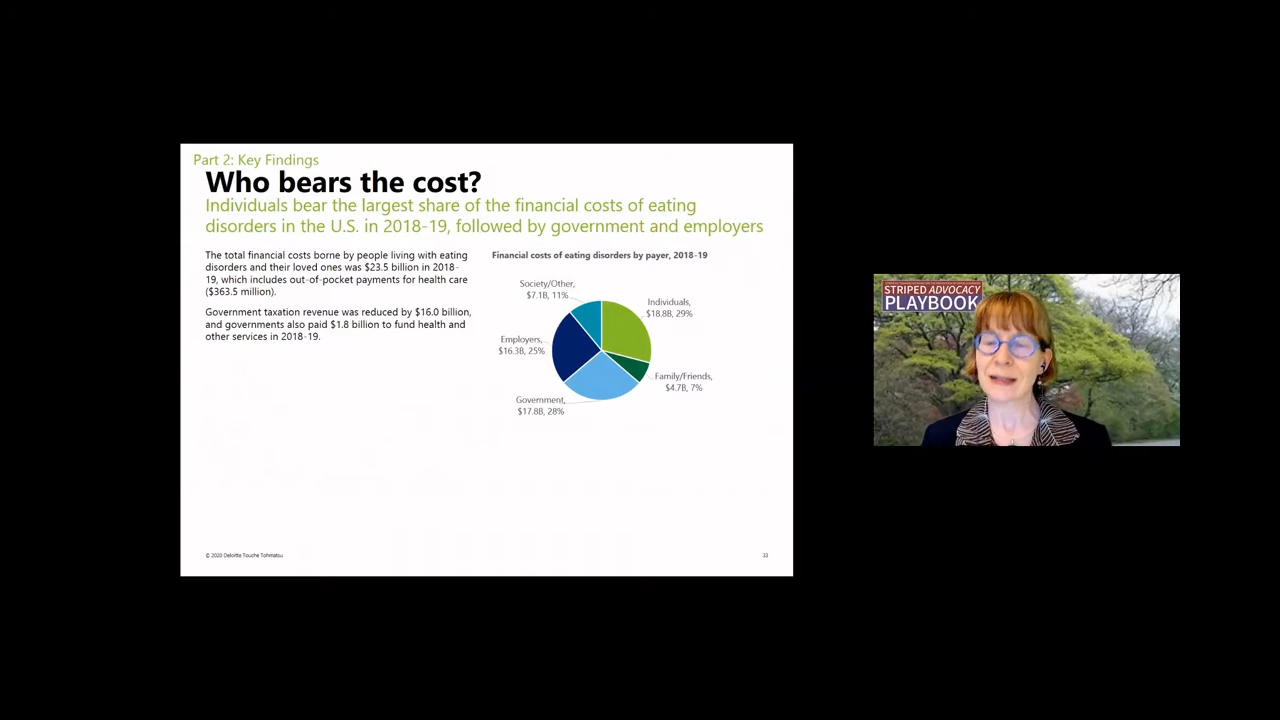 Part 2: Key Findings
Who bears the cost?
Individuals bear the largest share of the financial costs of eating
disorders in the U.S. in 2018-19, followed by government and employers
The total financial costs borne by people living with eating
disorders and their loved ones was $23.5 billion in 2018-
19, which includes out-of-pocket payments for health care
($363.5 million).
Government taxation revenue was reduced by $16.0 billion,
and governments also paid $1.8 billion to fund health and
other services in 2018-19.
Financial costs of eating disorders by payer, 2018-19
Society/Other,
$7.1B, 11%
Individuals,
$18.8B, 29%
Employers,
$16.3B, 25%
Family/Friends,
$4.7B, 7%
Government,
$17.8B, 28%
© 2020 Deloitte Touche Tohmatsu
33
STRIPED ADVOCACY
PLAYBOOK